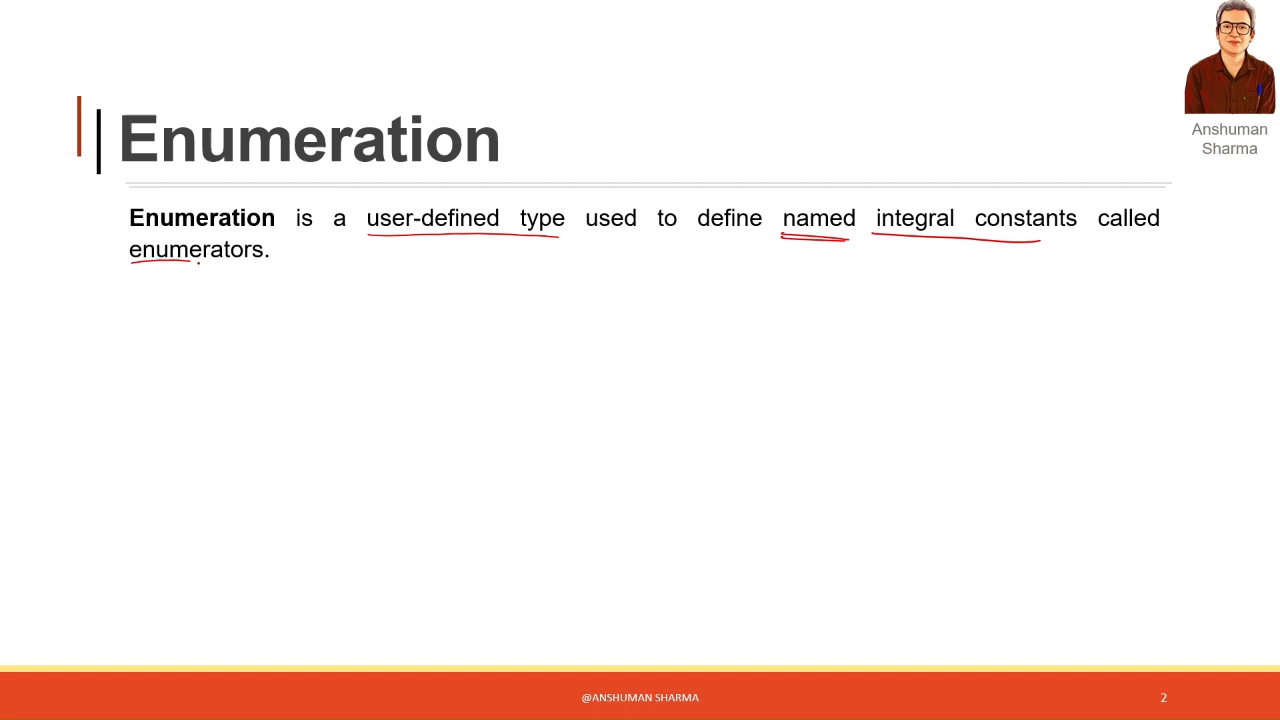 Anshuman
Sharma
Enumeration
Enumeration is a user-defined type used to define named integral constants called
enumerators.
@ANSHUMAN SHARMA
2